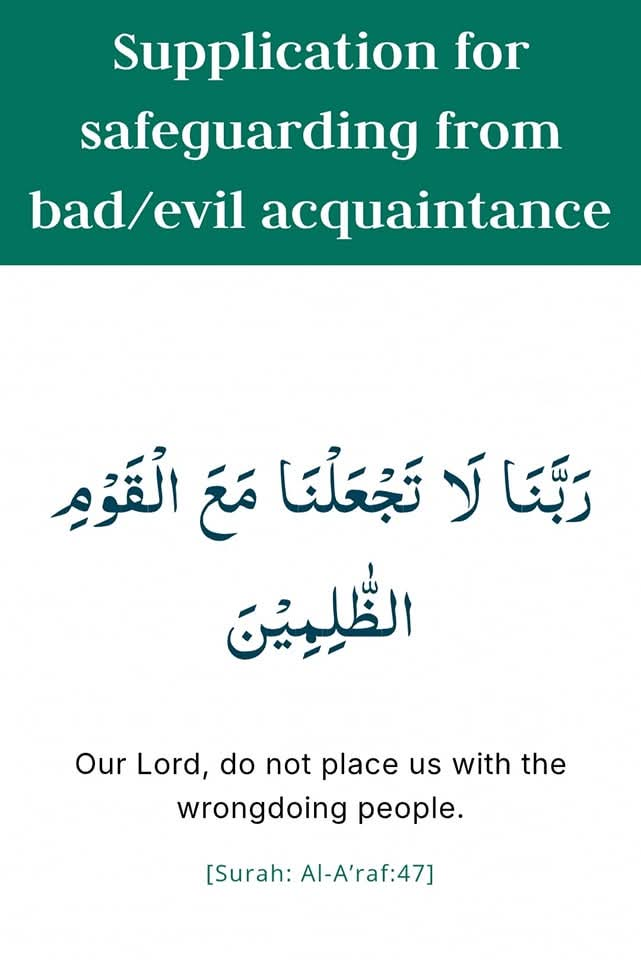 Supplication for
safeguarding from
bad/evil acquaintance
رَبَّنَا لَا تَجْعَلْنَا مَعَ الْقَوْمِ
الظّٰلِمِيْنَ
Our Lord, do not place us with the
wrongdoing people.
[Surah: Al-A’raf:47]